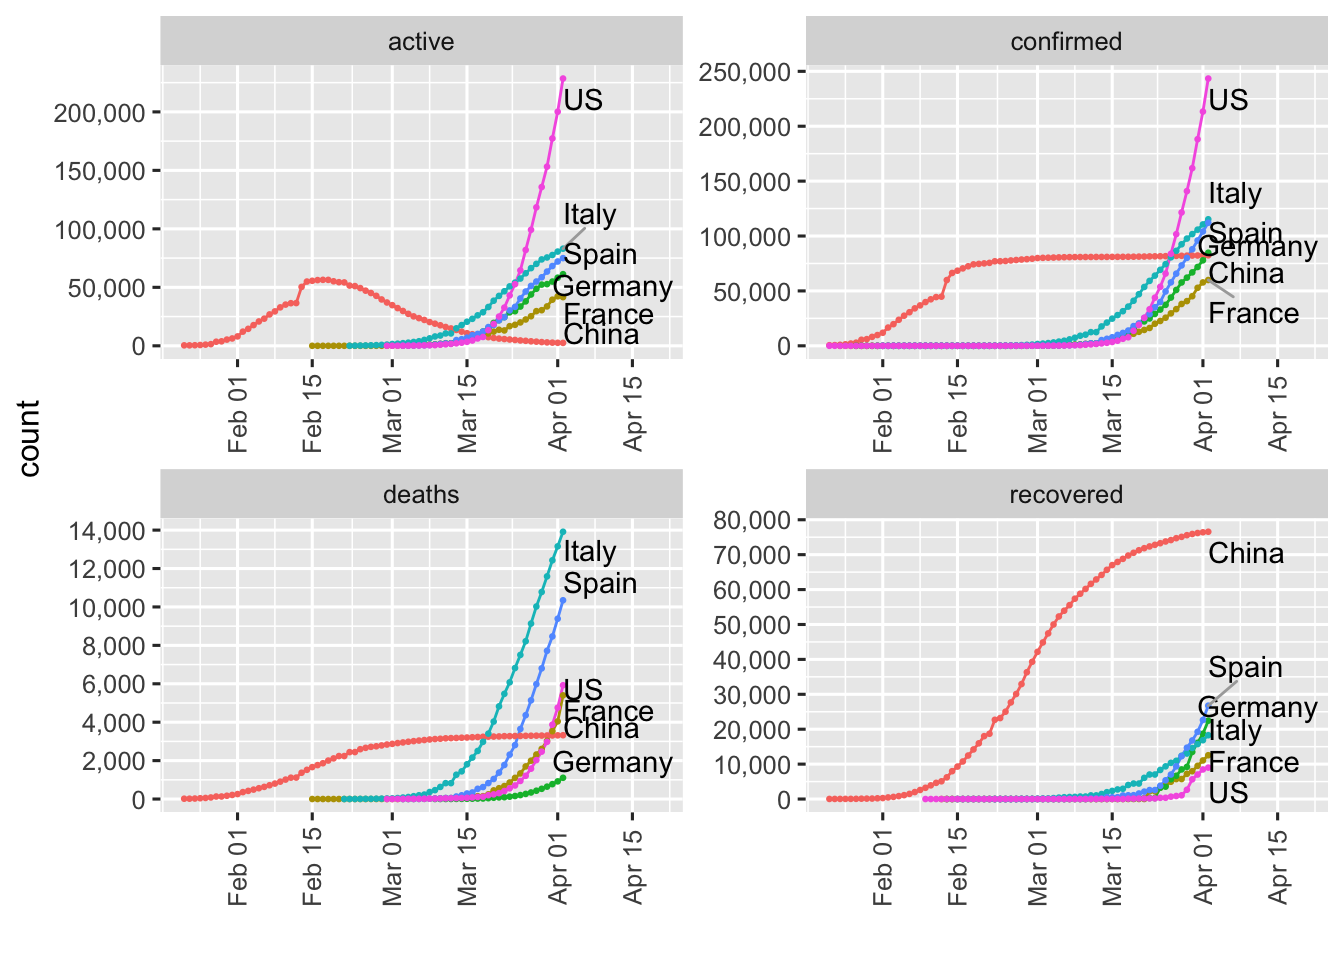 count
active
200,000
150,000
100,000
50,000
0
US
Italy
Spain
Germany
France
China
Feb 01
Feb 15
Mar 01
Mar 15
Apr 01
Apr 15
confirmed
250,000
200,000
150,000
100,000
50,000
0
US
Italy
Spain
Germany
China
France
Feb 01
Feb 15
Mar 01
Mar 15
Apr 01
Apr 15
deaths
14,000
12,000
10,000
8,000
6,000
4,000
2,000
0
Italy
Spain
US
France
China
Germany
Feb 01
Feb 15
Mar 01
Mar 15
Apr 01
Apr 15
recovered
80,000
70,000
60,000
50,000
40,000
30,000
20,000
10,000
0
China
Spain
Germany
Italy
France
US
Feb 01
Feb 15
Mar 01
Mar 15
Apr 01
Apr 15